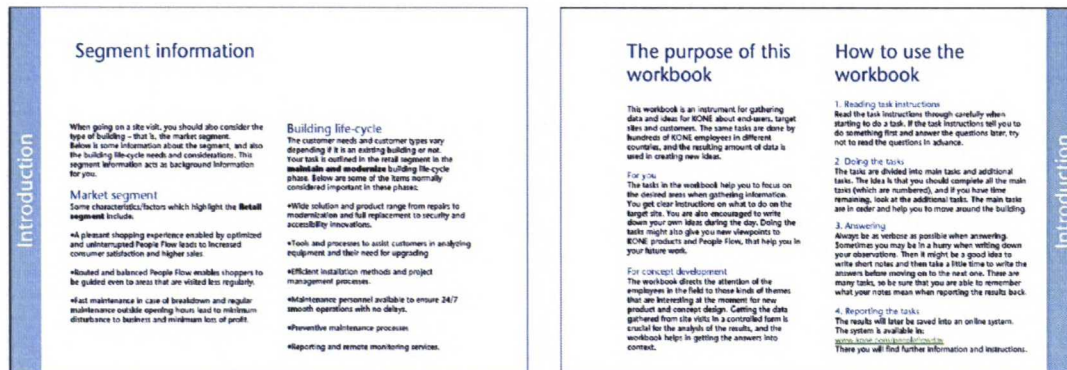 Introduction
Segment information
When going on a site visit, you should also consider the
type of building – that is, the market segment.
Below is some information about the segment, and also
the building life-cycle needs and considerations. This
segment information acts as background information
for you.
Market segment
Some characteristics/factors which highlight the Retail
segment include:
•A pleasant shopping experience enabled by optimized
and uninterrupted People Flow leads to increased
consumer satisfaction and higher sales
•Routed and balanced People Flow enables shoppers to
be guided even to areas that are visited less regularly.
•Fast maintenance in case of breakdown and regular
maintenance outside opening hours lead to minimum
disturbance to business and minimum loss of profit.
Building life-cycle
The customer needs and customer types vary
depending if it is an existing building or not.
Your task is outlined in the retail segment in the
maintain and modernize building life-cycle
phase. Below are some of the items normally
considered important in these phases:
•Wide solution and product range from repairs to
modernization and full replacement to security and
accessibility innovations.
•Tools and processes to assist customers in analyzing
equipment and their need for upgrading
•Efficient installation methods and project
management processes.
•Maintenance personnel available to ensure 24/7
smooth operations with no delays.
•Preventive maintenance processes
•Reporting and remote monitoring services.
The purpose of this
workbook
This workbook is an instrument for gathering
data and ideas for KONE about end-users, target
sites and customers. The same tasks are done by
hundreds of KONE employees in different
countries, and the resulting amount of data is
used in creating new ideas.
For you
The tasks in the workbook help you to focus on
the desired areas when gathering information.
You get clear instructions on what to do on the
target site. You are also encouraged to write
down your own ideas during the day. Doing the
tasks might also give you new viewpoints to
KONE products and People Flow, that help you in
your future work.
For concept development
The workbook directs the attention of the
employees in the field to those kinds of themes
that are interesting at the moment for new
product and concept design. Getting the data
gathered from site visits in a controlled form is
crucial for the analysis of the results, and the
workbook helps in getting the answers into
context.
How to use the
workbook
1. Reading task instructions
Read the task instructions through carefully when
starting to do a task. If the task instructions tell you to
do something first and answer the questions later, try
not to read the questions in advance.
2. Doing the tasks
The tasks are divided into main tasks and additional
tasks. The idea is that you should complete all the main
tasks (which are numbered), and if you have time
remaining, look at the additional tasks. The main tasks
are in order and help you to move around the building.
3. Answering
Always be as verbose as possible when answering.
Sometimes you may be in a hurry when writing down
your observations. Then it might be a good idea to
write short notes and then take a little time to write the
answers before moving on to the next one. There are
many tasks, so be sure that you are able to remember
what your notes mean when reporting the results back.
4. Reporting the tasks
The results will later be saved into an online system.
The system is available in:
There you will find further information and instructions.
Introduction